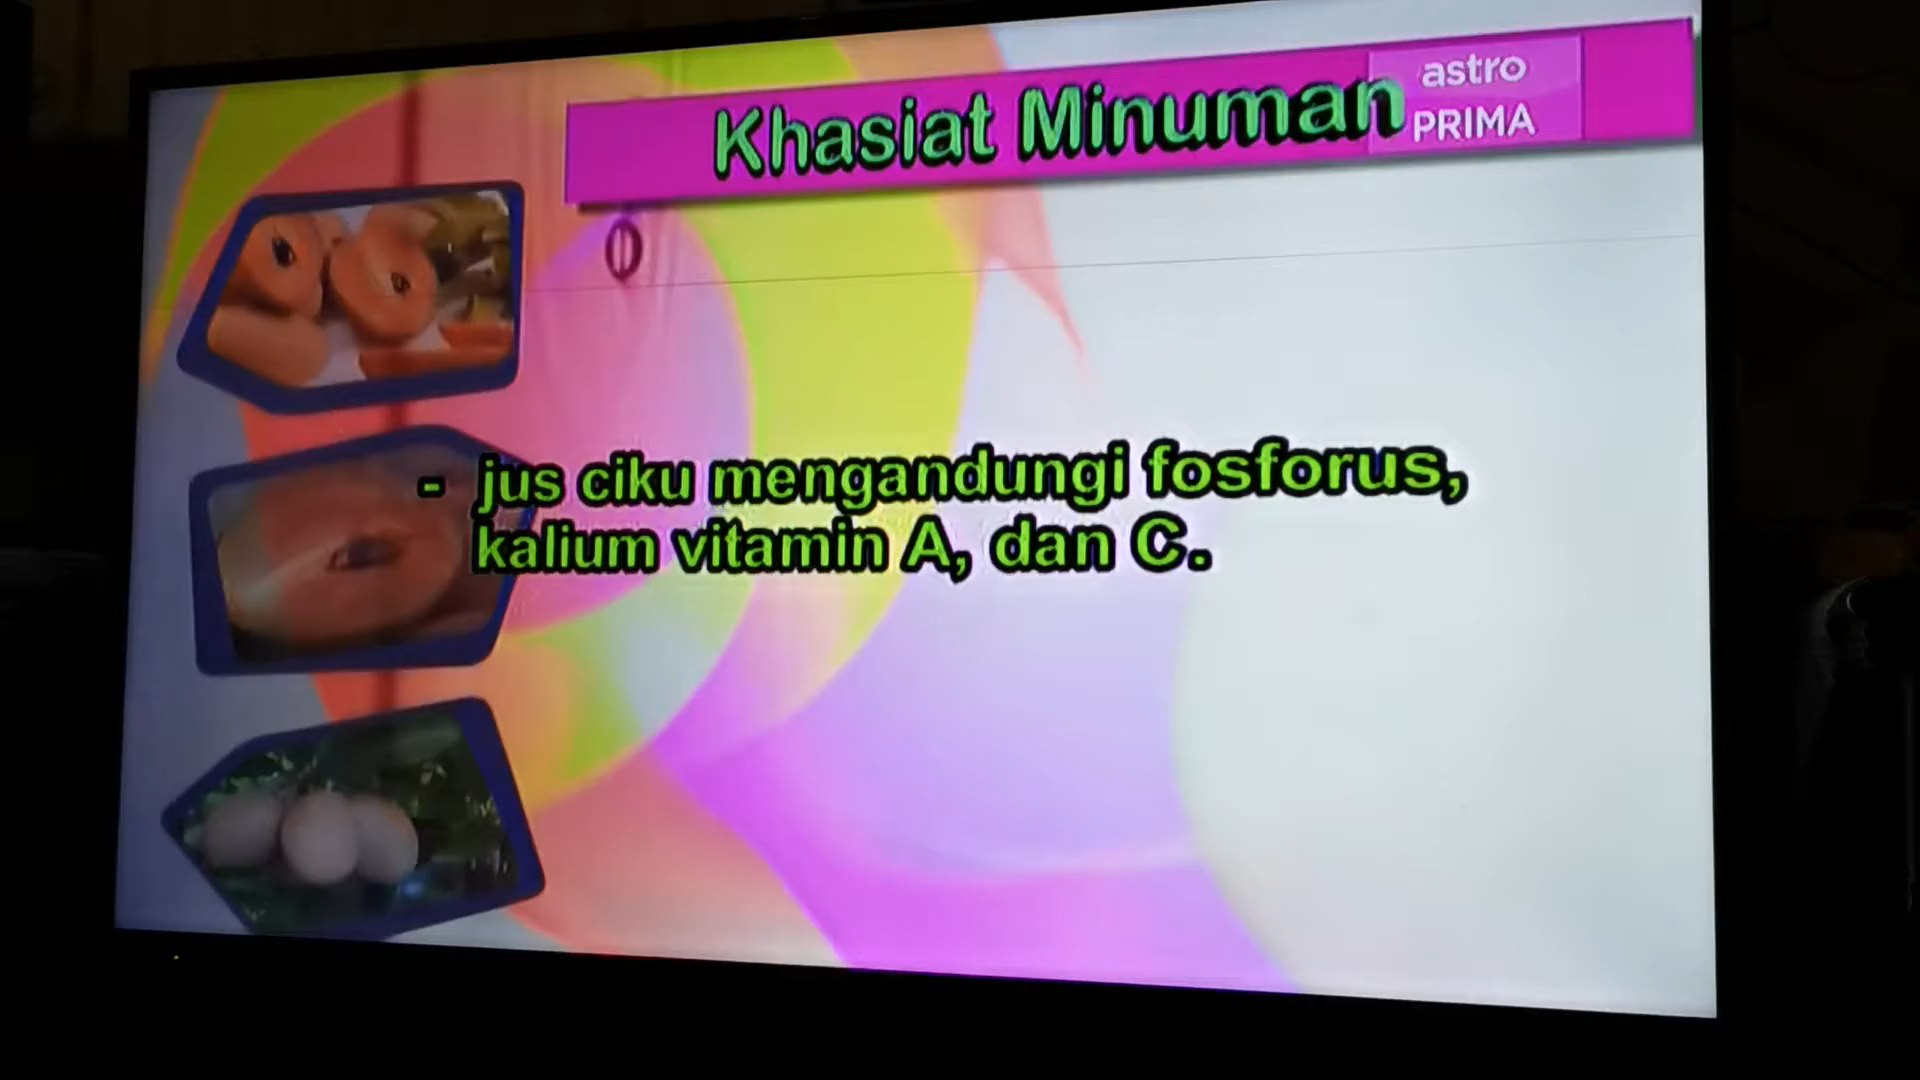 Khasiat Minuman
astro
PRIMA
- jus ciku mengandungi fosforus,
kalium vitamin A, dan C.